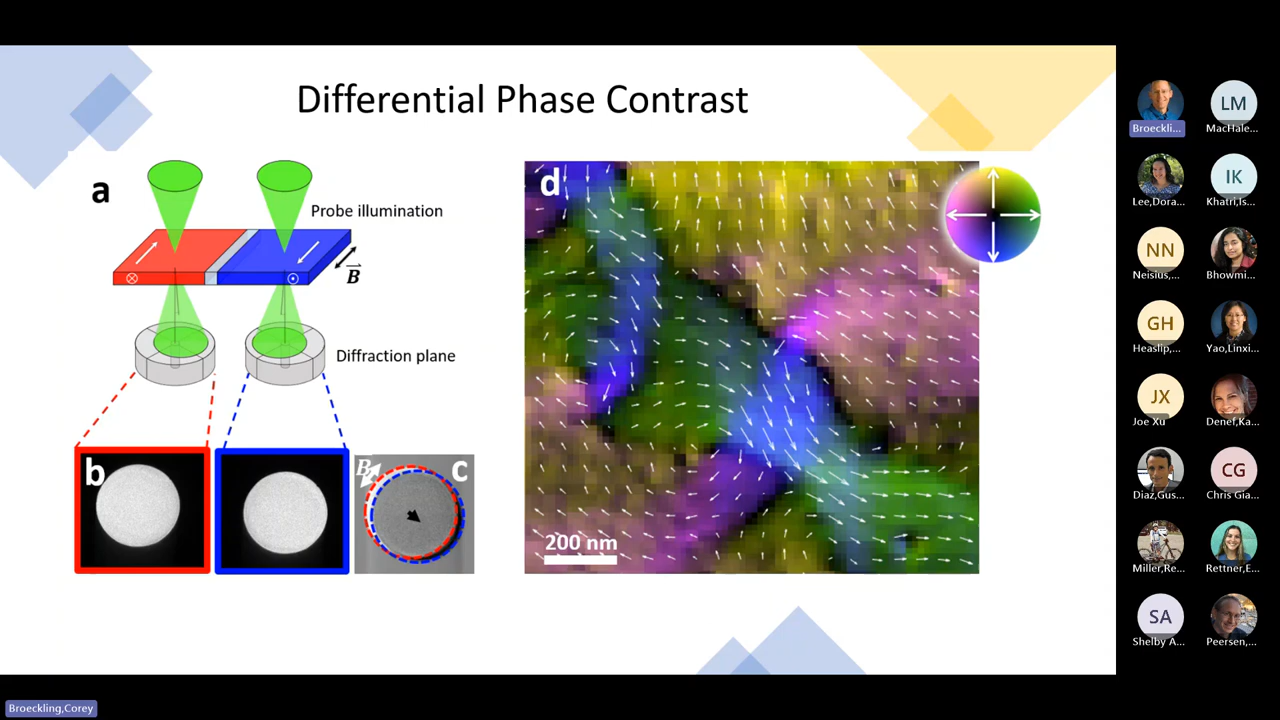 Differential Phase Contrast
a
Probe illumination
B
Diffraction plane
b
B
c
d
200 nm
Broeckli...
LM
MacHale...
Lee,Dora...
IK
Khatri,Is...
NN
Neisius,...
Bhowmi...
GH
Heaslip,...
Yao,Linxi...
JX
Joe Xu
Denef,Ka...
Diaz,Gus...
CG
Chris Gia...
Miller,Re...
Rettner,E...
SA
Shelby A...
Peersen,...
Broeckling,Corey